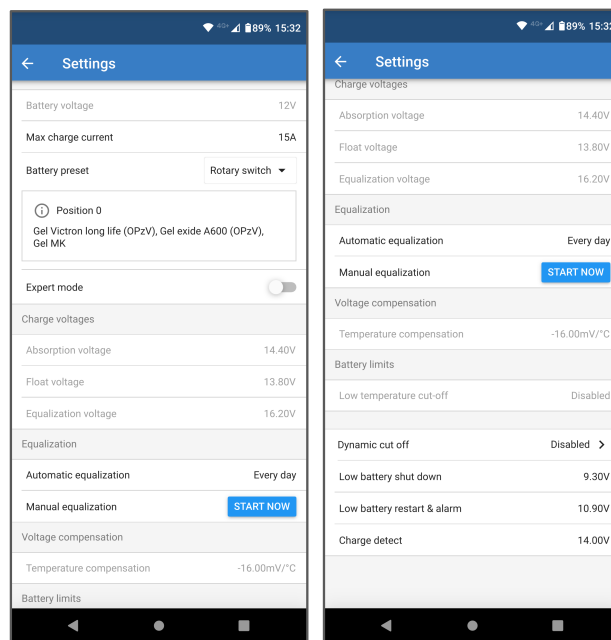 4G+ 89% 15:32
Settings
Battery voltage 12V
Max charge current 15A
Battery preset Rotary switch
Position 0
Gel Victron long life (OPzV), Gel exide A600 (OPzV),
Gel MK
Expert mode
Charge voltages
Absorption voltage 14.40V
Float voltage 13.80V
Equalization voltage 16.20V
Equalization
Automatic equalization Every day
Manual equalization START NOW
Voltage compensation
Temperature compensation -16.00mV/°C
Battery limits
4G+ 89% 15:32
Settings
Charge voltages
Absorption voltage 14.40V
Float voltage 13.80V
Equalization voltage 16.20V
Equalization
Automatic equalization Every day
Manual equalization START NOW
Voltage compensation
Temperature compensation -16.00mV/°C
Battery limits
Low temperature cut-off Disabled
Dynamic cut off Disabled
Low battery shut down 9.30V
Low battery restart & alarm 10.90V
Charge detect 14.00V